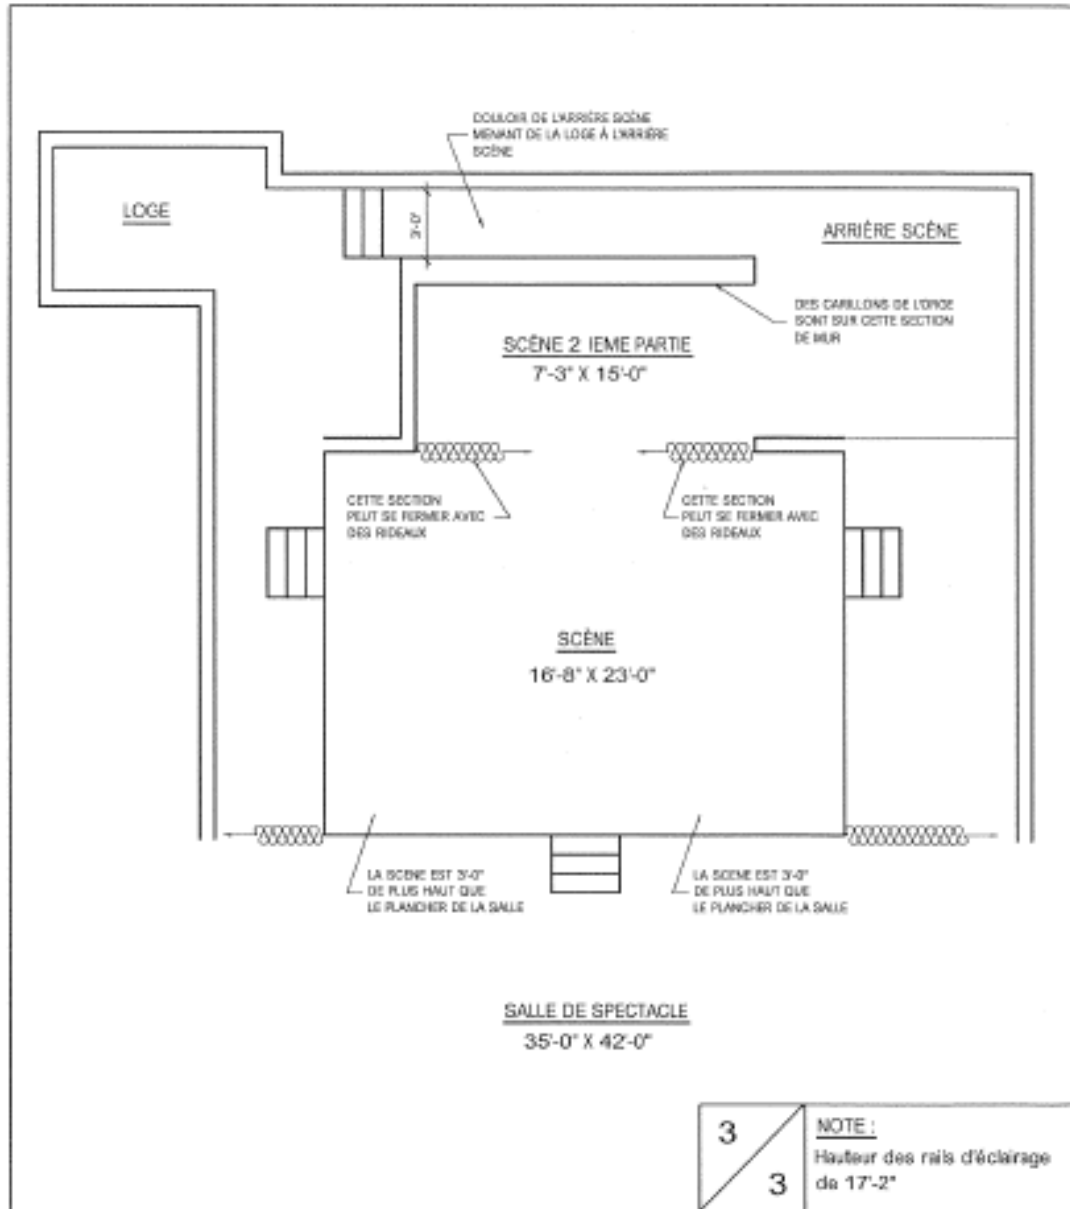 COULOIR DE L'ARRIÈRE SCÈNE
MENANT DE LA LOGE À L'ARRIÈRE
SCÈNE
LOGE
3'-0"
ARRIÈRE SCÈNE
DES CARILLONS DE L'ORGE
SONT SUR CETTE SECTION
DE MUR
SCÈNE 2 IEME PARTIE
7'-3" X 15'-0"
CETTE SECTION
PEUT SE FERMER AVEC
DES RIDEAUX
CETTE SECTION
PEUT SE FERMER AVEC
DES RIDEAUX
SCÈNE
16'-8" X 23'-0"
LA SCENE EST 3'-0"
DE PLUS HAUT QUE
LE PLANCHER DE LA SALLE
LA SCENE EST 3'-0"
DE PLUS HAUT QUE
LE PLANCHER DE LA SALLE
SALLE DE SPECTACLE
35'-0" X 42'-0"
3
3
NOTE :
Hauteur des rails d'éclairage
de 17'-2"